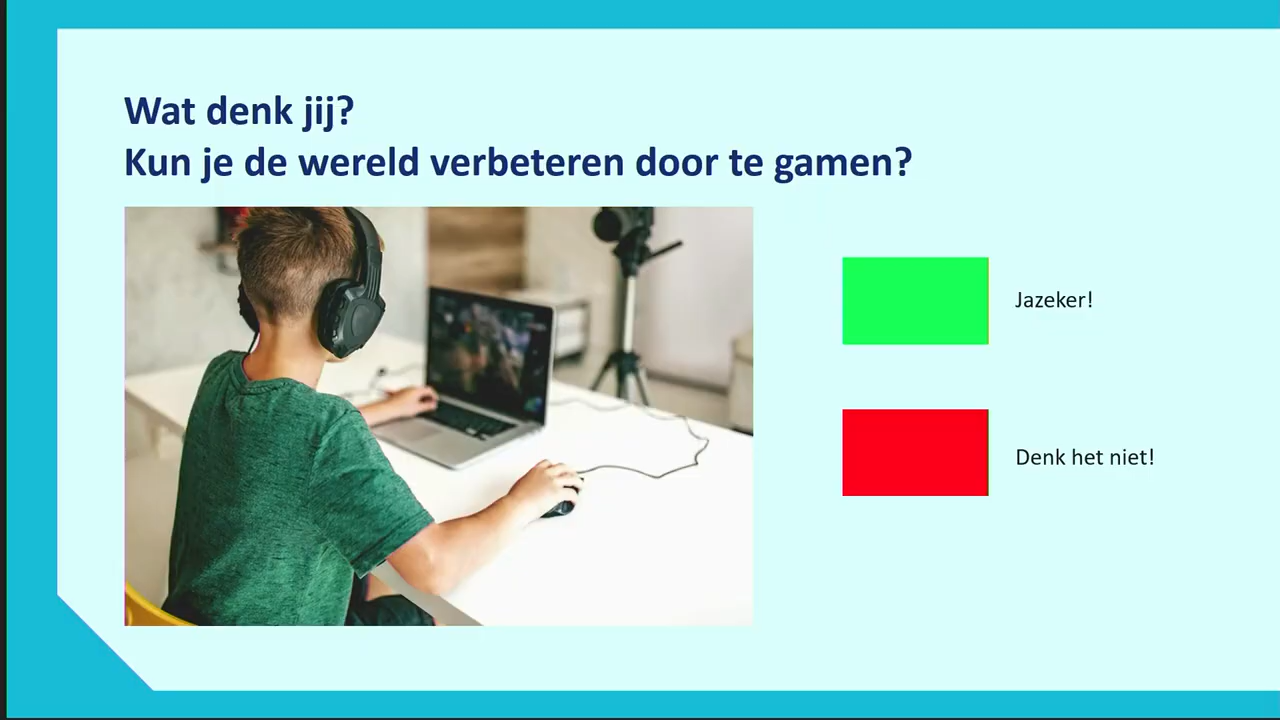 Wat denk jij?
Kun je de wereld verbeteren door te gamen?
Jazeker!
Denk het niet!